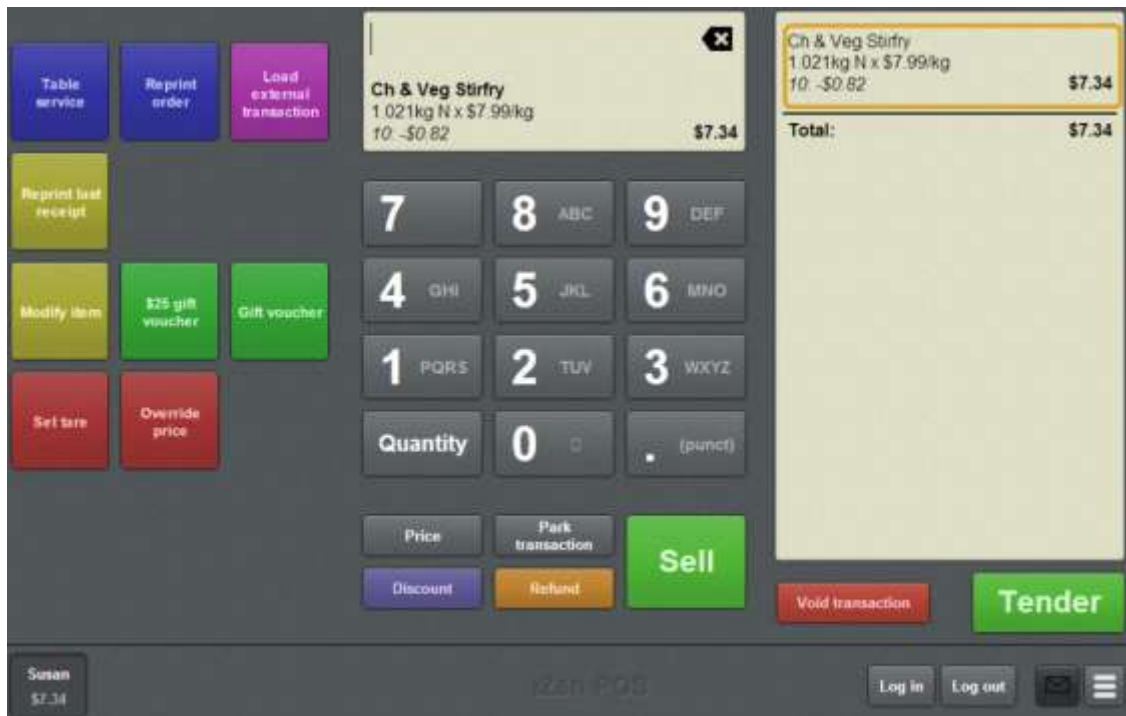 Table
service
Reprint
order
Load
external
transaction
Reprint last
receipt
Modify item
$25 gift
voucher
Gift voucher
Set tare
Override
price
Ch & Veg Stirfry
1.021kg N x $7.99/kg
10: -$0.82 $7.34
7
8 ABC
9 DEF
4 GHI
5 JKL
6 MNO
1 PQRS
2 TUV
3 WXYZ
Quantity
0
. (punct)
Price
Park
transaction
Sell
Discount
Refund
Ch & Veg Stirfry
1.021kg N x $7.99/kg
10: -$0.82 $7.34
Total: $7.34
Void transaction
Tender
Susan
$7.34
POS
Log in
Log out